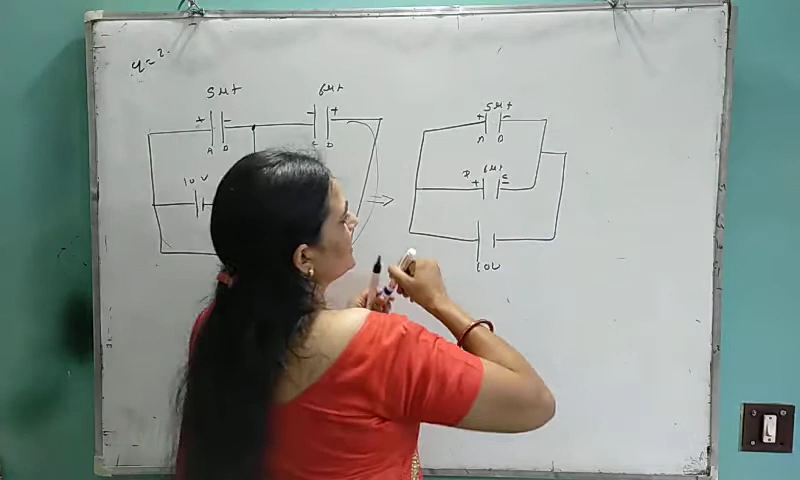 q=2.
5μf 6μf
+ - - +
A B C D
10V
5μf
+ -
A B
D 6μf C
+ -
10V